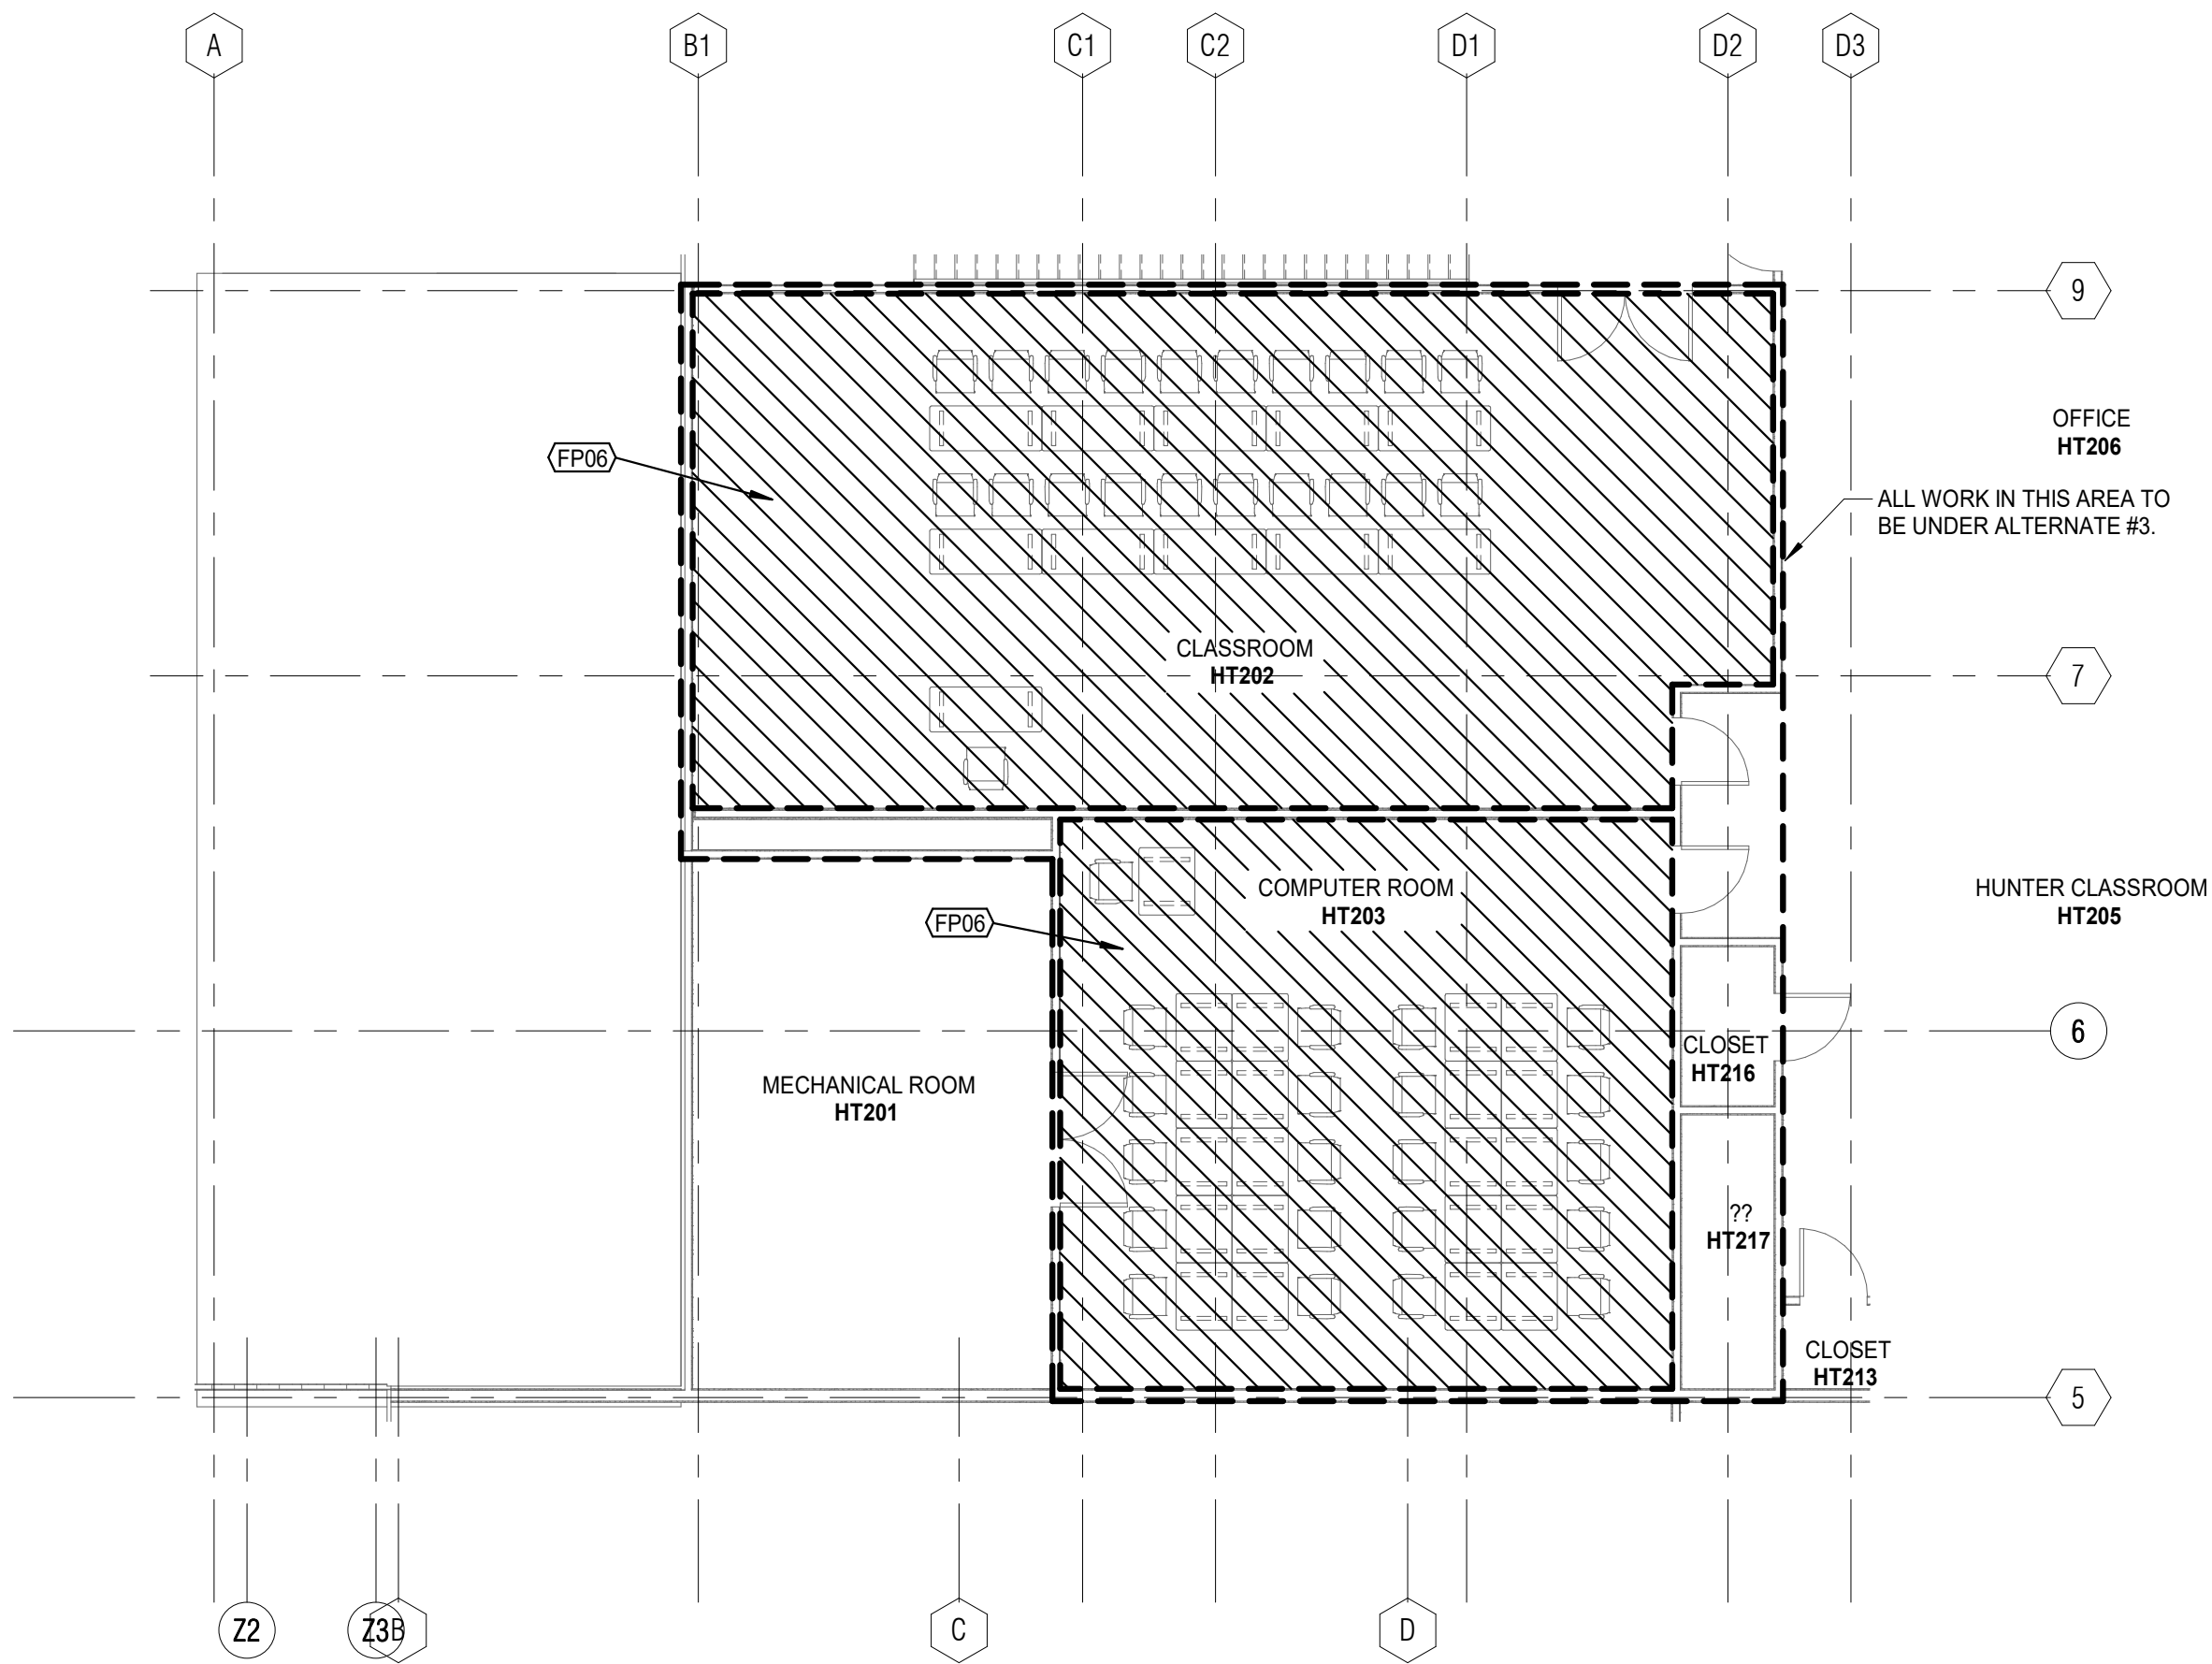 A
B1
C1
C2
D1
D2
D3
9
OFFICE
HT206
FP06
ALL WORK IN THIS AREA TO
BE UNDER ALTERNATE #3.
CLASSROOM
HT202
7
COMPUTER ROOM
HT203
HUNTER CLASSROOM
HT205
FP06
6
CLOSET
HT216
MECHANICAL ROOM
HT201
??
HT217
CLOSET
HT213
5
Z2
Z3
B
C
D